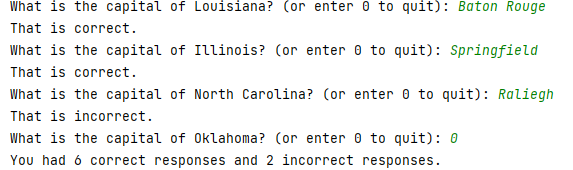 What is the capital of Louisiana? (or enter 0 to quit): Baton Rouge
That is correct.
What is the capital of Illinois? (or enter 0 to quit): Springfield
That is correct.
What is the capital of North Carolina? (or enter 0 to quit): Raliegh
That is incorrect.
What is the capital of Oklahoma? (or enter 0 to quit): 0
You had 6 correct responses and 2 incorrect responses.